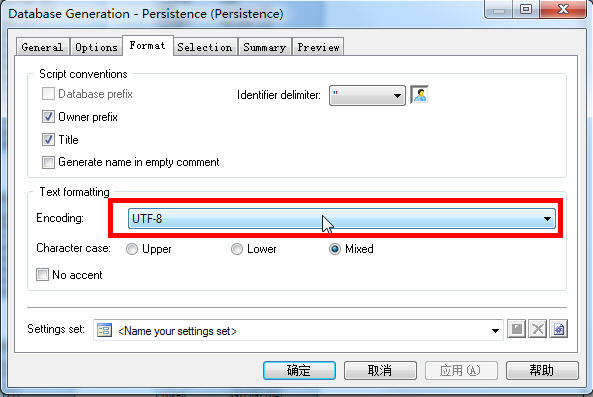 Database Generation - Persistence (Persistence)
General Options Format Selection Summary Preview
Script conventions
Database prefix
Identifier delimiter: "
Owner prefix
Title
Generate name in empty comment
Text formatting
Encoding: UTF-8
Character case: Upper Lower Mixed
No accent
Settings set: <Name your settings set>
确定 取消 应用(A) 帮助